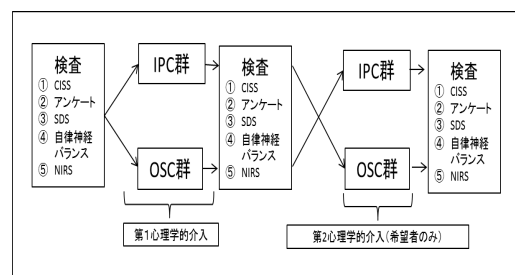 検査
① CISS
② アンケート
③ SDS
④ 自律神経
バランス
⑤ NIRS
IPC群
OSC群
第1心理学的介入
検査
① CISS
② アンケート
③ SDS
④ 自律神経
バランス
⑤ NIRS
IPC群
OSC群
第2心理学的介入(希望者のみ)
検査
① CISS
② アンケート
③ SDS
④ 自律神経
バランス
⑤ NIRS